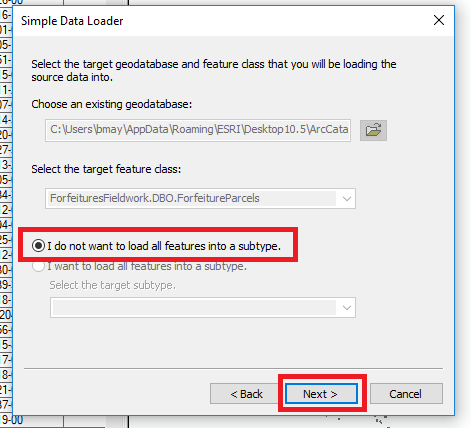 Simple Data Loader
Select the target geodatabase and feature class that you will be loading the
source data into.
Choose an existing geodatabase:
C:\Users\bmay\AppData\Roaming\ESRI\Desktop10.5\ArcCata
Select the target feature class:
ForfeituresFieldwork.DBO.ForfeitureParcels
I do not want to load all features into a subtype.
I want to load all features into a subtype.
Select the target subtype.
< Back
Next >
Cancel
19-00